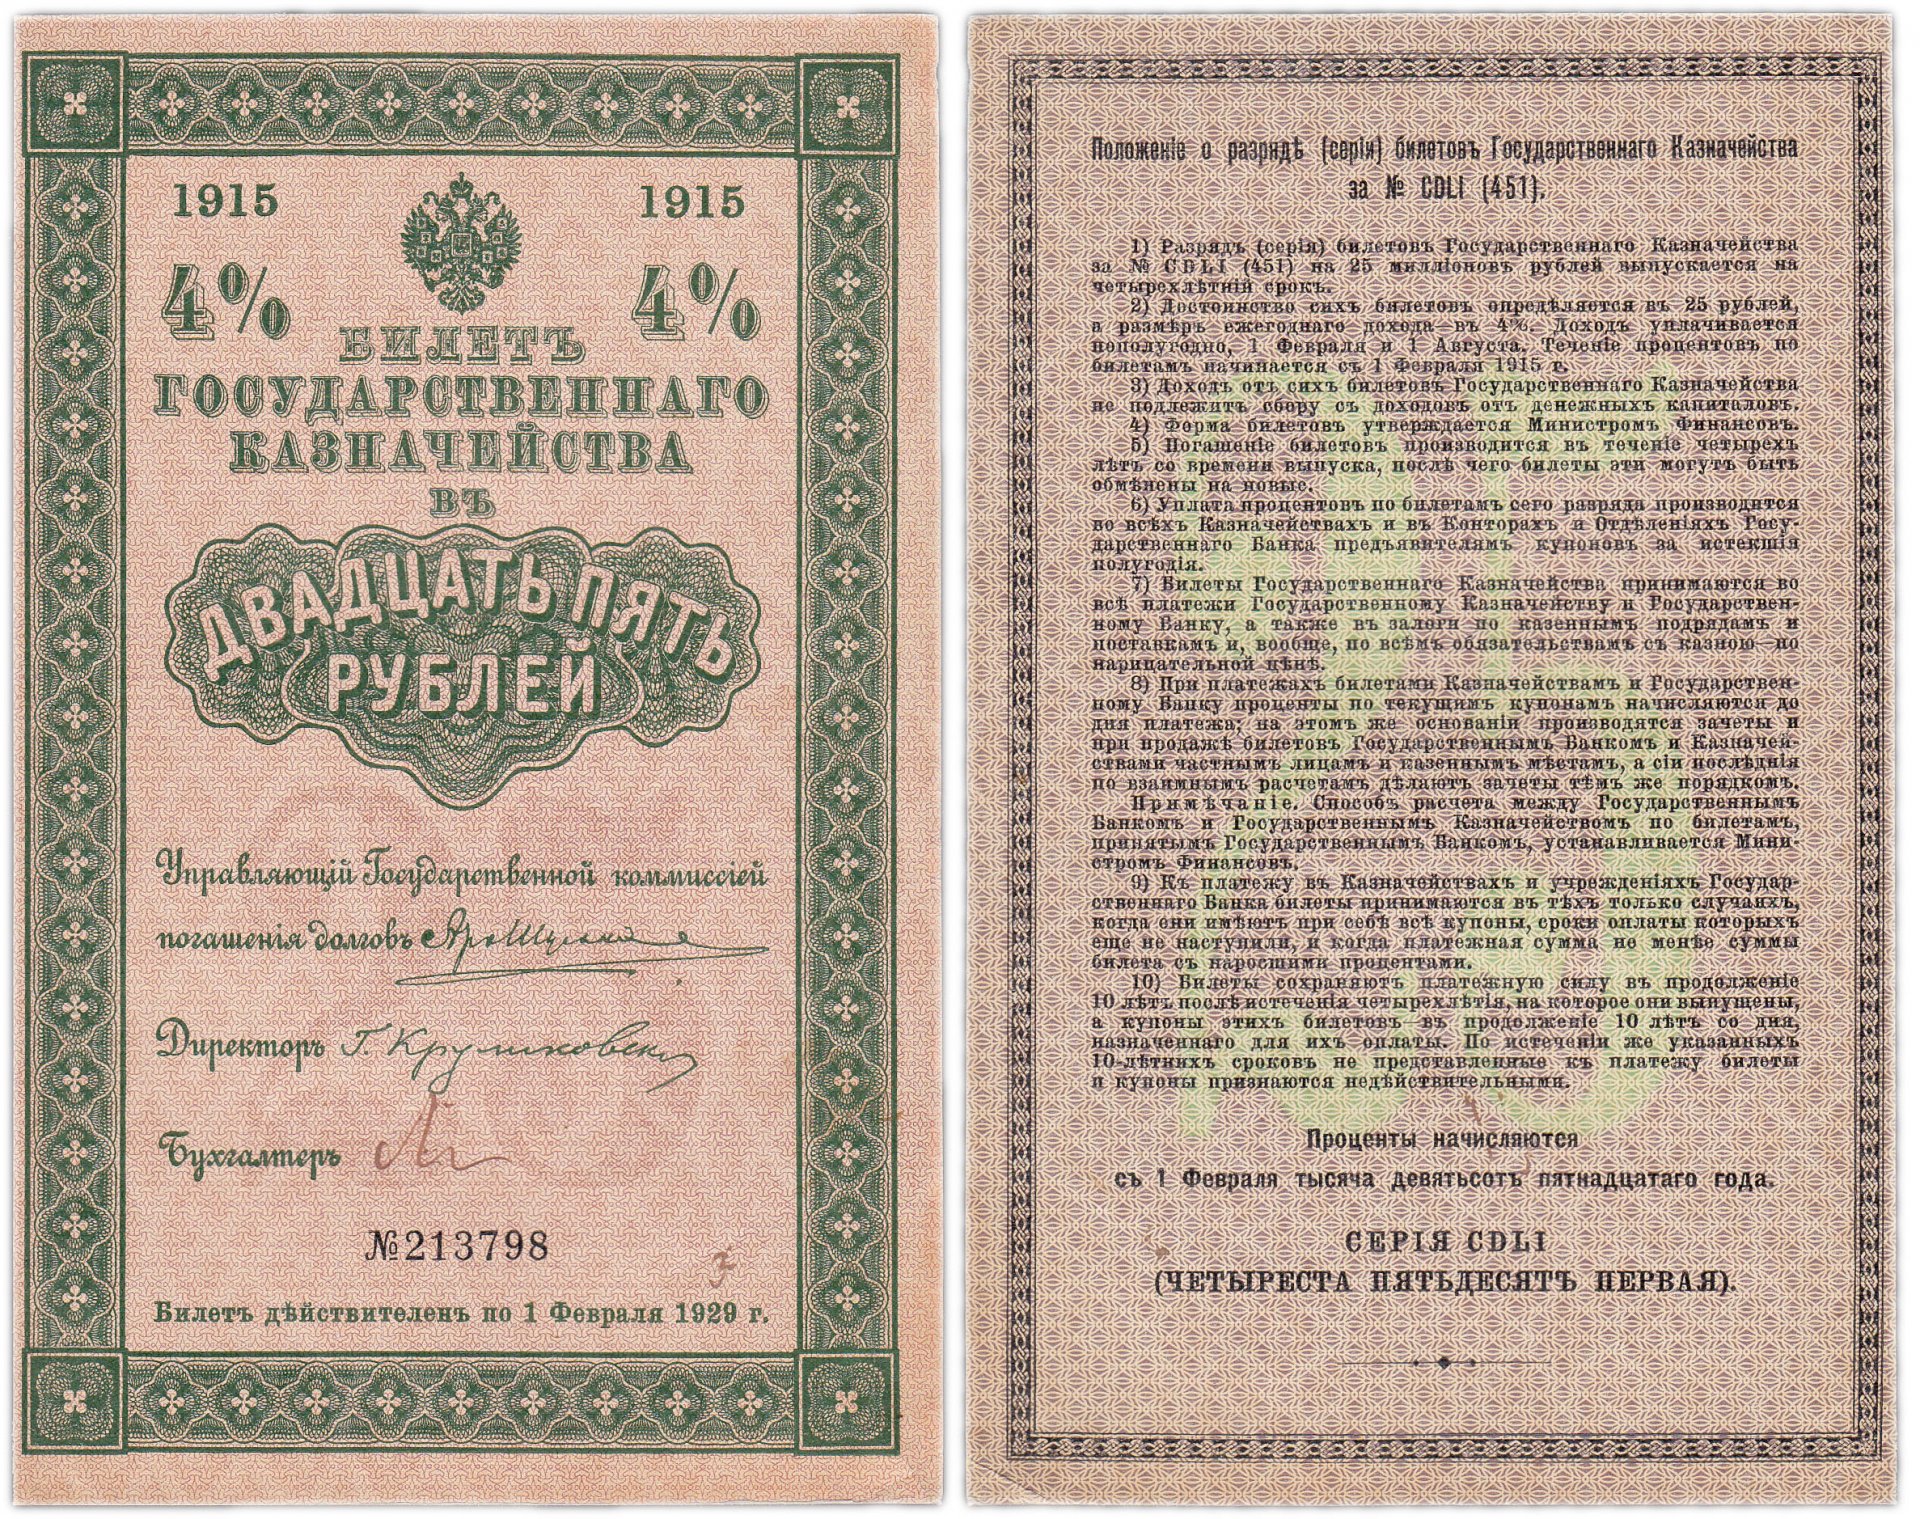 1915 1915
4% 4%
БИЛЕТЪ
ГОСУДАРСТВЕННАГО
КАЗНАЧЕЙСТВА
ВЪ
ДВАДЦАТЬ ПЯТЬ
РУБЛЕЙ
Управляющій Государственной коммиссіей
погашенія долговъ
Директоръ
Бухгалтеръ
№213798
Билетъ дѣйствителенъ по 1 Февраля 1929 г.
Положеніе о разрядѣ (серіи) билетовъ Государственнаго Казначейства
за № CDLI (451).
1) Разрядъ (серія) билетовъ Государственнаго Казначейства
за № CDLI (451) на 25 милліоновъ рублей выпускается на
четырехлѣтній срокъ.
2) Достоинство сихъ билетовъ опредѣляется въ 25 рублей,
а размѣръ ежегоднаго дохода—въ 4%. Доходъ уплачивается
пополугодно, 1 Февраля и 1 Августа. Теченіе процентовъ по
билетамъ начинается съ 1 Февраля 1915 г.
3) Доходъ отъ сихъ билетовъ Государственнаго Казначейства
не подлежитъ сбору съ доходовъ отъ денежныхъ капиталовъ.
4) Форма билетовъ утверждается Министромъ Финансовъ.
5) Погашеніе билетовъ производится въ теченіе четырехъ
лѣтъ со времени выпуска, послѣ чего билеты эти могутъ быть
обмѣнены на новые.
6) Уплата процентовъ по билетамъ сего разряда производится
во всѣхъ Казначействахъ и въ Конторахъ и Отдѣленіяхъ Госу-
дарственнаго Банка предъявителямъ купоновъ за истекшія
полугодія.
7) Билеты Государственнаго Казначейства принимаются во
всѣ платежи Государственному Казначейству и Государствен-
ному Банку, а также въ залоги по казеннымъ подрядамъ и
поставкамъ и, вообще, по всѣмъ обязательствамъ съ казною—по
нарицательной цѣнѣ.
8) При платежахъ билетами Казначействамъ и Государствен-
ному Банку проценты по текущимъ купонамъ начисляются до
дня платежа; на этомъ же основаніи производятся зачеты и
при продажѣ билетовъ Государственнымъ Банкомъ и Казначей-
ствами частнымъ лицамъ и казеннымъ мѣстамъ, а сіи послѣднія
по взаимнымъ расчетамъ дѣлаютъ зачеты тѣмъ же порядкомъ.
Примѣчаніе. Способъ расчета между Государственнымъ
Банкомъ и Государственнымъ Казначействомъ по билетамъ,
принятымъ Государственнымъ Банкомъ, устанавливается Мини-
стромъ Финансовъ.
9) Къ платежу въ Казначействахъ и учрежденіяхъ Государ-
ственнаго Банка билеты принимаются въ тѣхъ только случаяхъ,
когда они имѣютъ при себѣ всѣ купоны, сроки оплаты которыхъ
еще не наступили, и когда платежная сумма не менѣе суммы
билета съ наросшими процентами.
10) Билеты сохраняютъ платежную силу въ продолженіе
10 лѣтъ послѣ истеченія четырехлѣтія, на которое они выпущены,
а купоны этихъ билетовъ—въ продолженіе 10 лѣтъ со дня,
назначеннаго для ихъ оплаты. По истеченіи же указанныхъ
10-лѣтнихъ сроковъ не представленные къ платежу билеты
и купоны признаются недѣйствительными.
Проценты начисляются
съ 1 Февраля тысяча девятьсотъ пятнадцатаго года.
СЕРІЯ CDLI
(ЧЕТЫРЕСТА ПЯТЬДЕСЯТЪ ПЕРВАЯ).